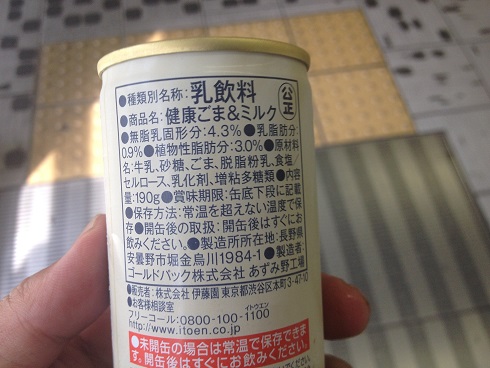 ●種類別名称:乳飲料
公正
●商品名:健康ごま&ミルク
●無脂乳固形分:4.3%●乳脂肪分:
0.9%●植物性脂肪分:3.0%●原材料
名:牛乳、砂糖、ごま、脱脂粉乳、食塩/
セルロース、乳化剤、増粘多糖類●内容
量:190g●賞味期限:缶底下段に記載
●保存方法:常温を超えない温度で保
存●開缶後の取扱:開缶後はすぐにお
飲みください。●製造所所在地:長野県
安曇野市堀金烏川1984-1●製造者:
ゴールドパック株式会社 あずみ野工場
●販売者:株式会社 伊藤園 東京都渋谷区本町3-47-10
●お客様相談室
イトウエン
フリーコール:0800-100-1100
http://www.itoen.co.jp
●未開缶の場合は常温で保存できま
す。開缶後はすぐにお飲みください。